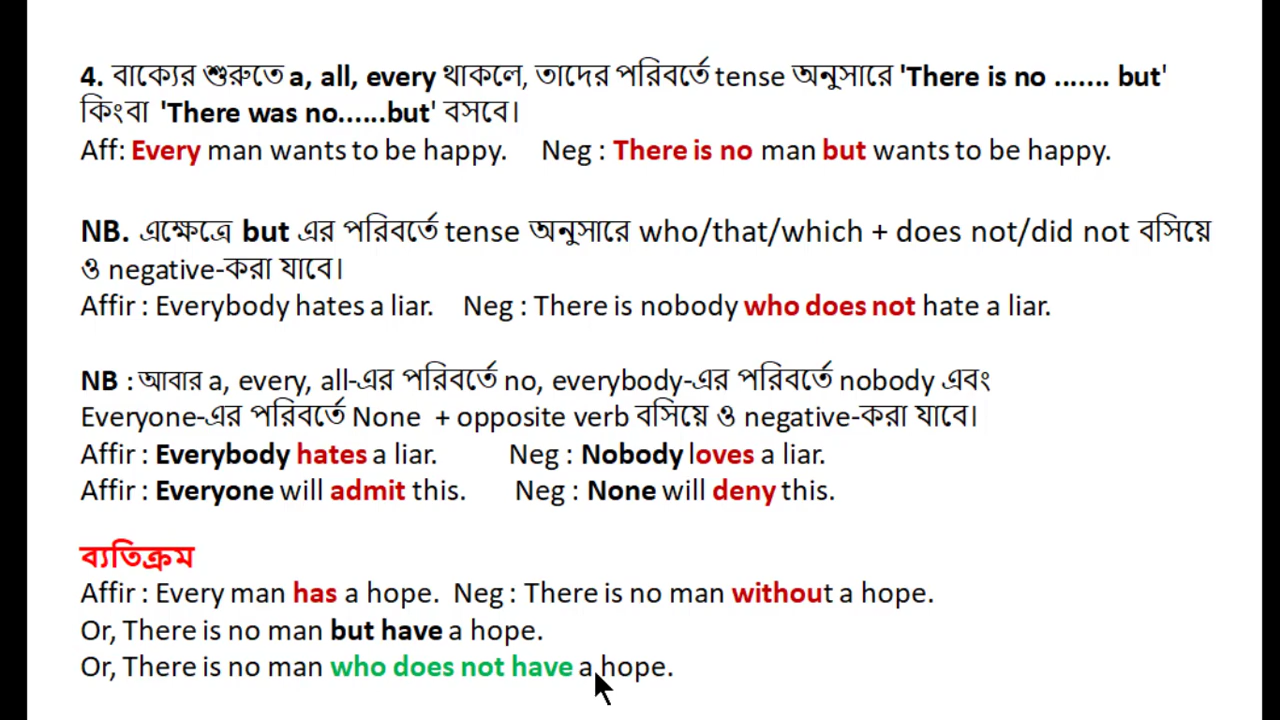 4. বাক্যের শুরুতে a, all, every থাকলে, তাদের পরিবর্তে tense অনুসারে 'There is no ....... but'
কিংবা 'There was no......but' বসবে।
Aff: Every man wants to be happy. Neg : There is no man but wants to be happy.
NB. এক্ষেত্রে but এর পরিবর্তে tense অনুসারে who/that/which + does not/did not বসিয়ে
ও negative-করা যাবে।
Affir : Everybody hates a liar. Neg : There is nobody who does not hate a liar.
NB : আবার a, every, all-এর পরিবর্তে no, everybody-এর পরিবর্তে nobody এবং
Everyone-এর পরিবর্তে None + opposite verb বসিয়ে ও negative-করা যাবে।
Affir : Everybody hates a liar. Neg : Nobody loves a liar.
Affir : Everyone will admit this. Neg : None will deny this.
ব্যতিক্রম
Affir : Every man has a hope. Neg : There is no man without a hope.
Or, There is no man but have a hope.
Or, There is no man who does not have a hope.